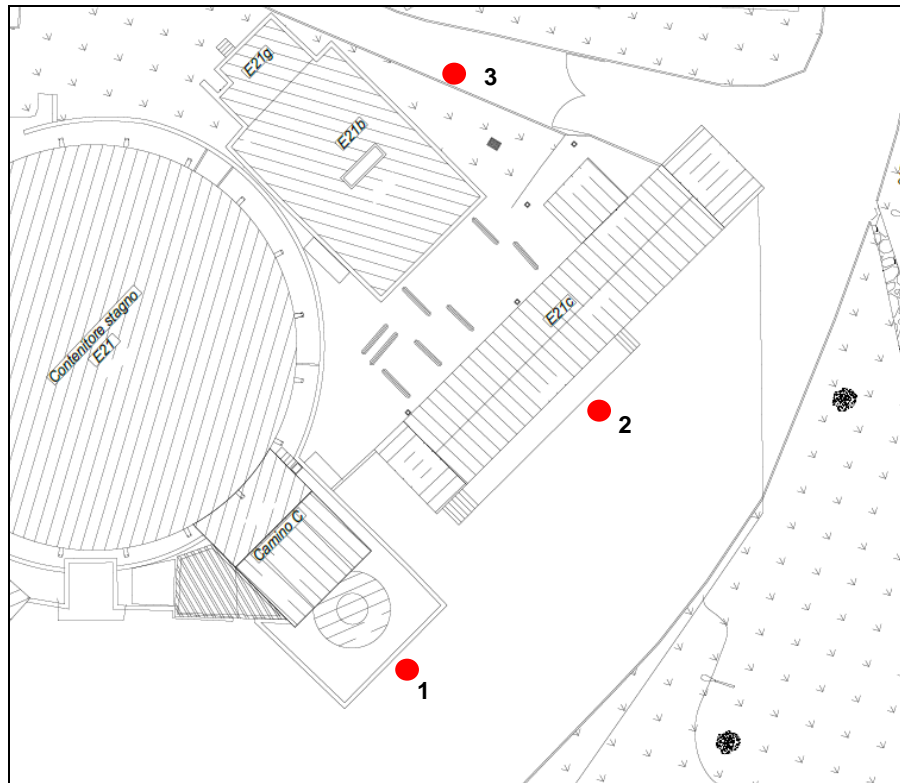 E21g
3
E21b
E21c
Contenitore stagno
E21
2
Camino C
1